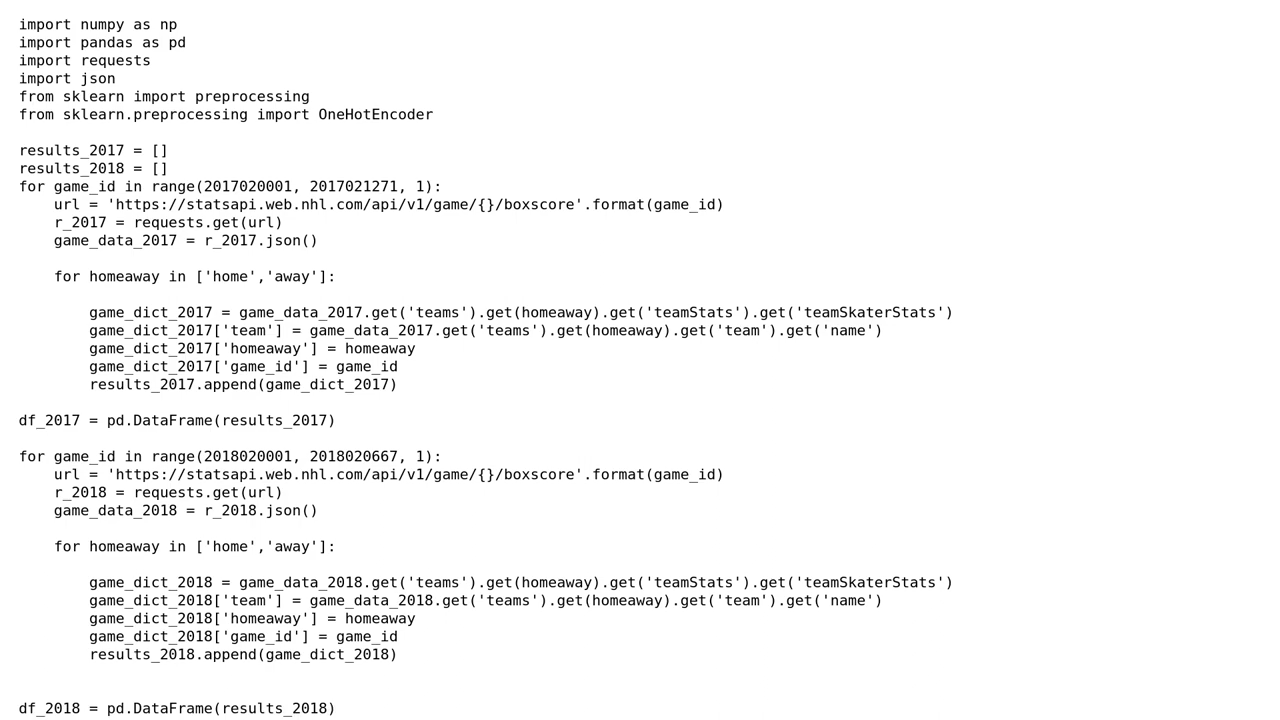 import numpy as np
import pandas as pd
import requests
import json
from sklearn import preprocessing
from sklearn.preprocessing import OneHotEncoder

results_2017 = []
results_2018 = []
for game_id in range(2017020001, 2017021271, 1):
    url = 'https://statsapi.web.nhl.com/api/v1/game/{}/boxscore'.format(game_id)
    r_2017 = requests.get(url)
    game_data_2017 = r_2017.json()

    for homeaway in ['home','away']:

        game_dict_2017 = game_data_2017.get('teams').get(homeaway).get('teamStats').get('teamSkaterStats')
        game_dict_2017['team'] = game_data_2017.get('teams').get(homeaway).get('team').get('name')
        game_dict_2017['homeaway'] = homeaway
        game_dict_2017['game_id'] = game_id
        results_2017.append(game_dict_2017)

df_2017 = pd.DataFrame(results_2017)

for game_id in range(2018020001, 2018020667, 1):
    url = 'https://statsapi.web.nhl.com/api/v1/game/{}/boxscore'.format(game_id)
    r_2018 = requests.get(url)
    game_data_2018 = r_2018.json()

    for homeaway in ['home','away']:

        game_dict_2018 = game_data_2018.get('teams').get(homeaway).get('teamStats').get('teamSkaterStats')
        game_dict_2018['team'] = game_data_2018.get('teams').get(homeaway).get('team').get('name')
        game_dict_2018['homeaway'] = homeaway
        game_dict_2018['game_id'] = game_id
        results_2018.append(game_dict_2018)


df_2018 = pd.DataFrame(results_2018)